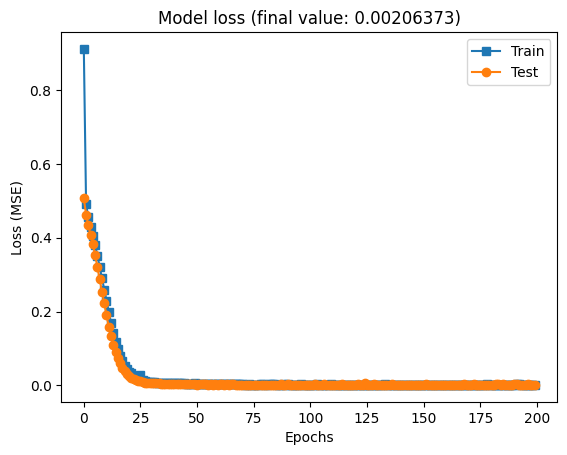 Model loss (final value: 0.00206373)
Train
Test
Loss (MSE)
0.8
0.6
0.4
0.2
0.0
0 25 50 75 100 125 150 175 200
Epochs